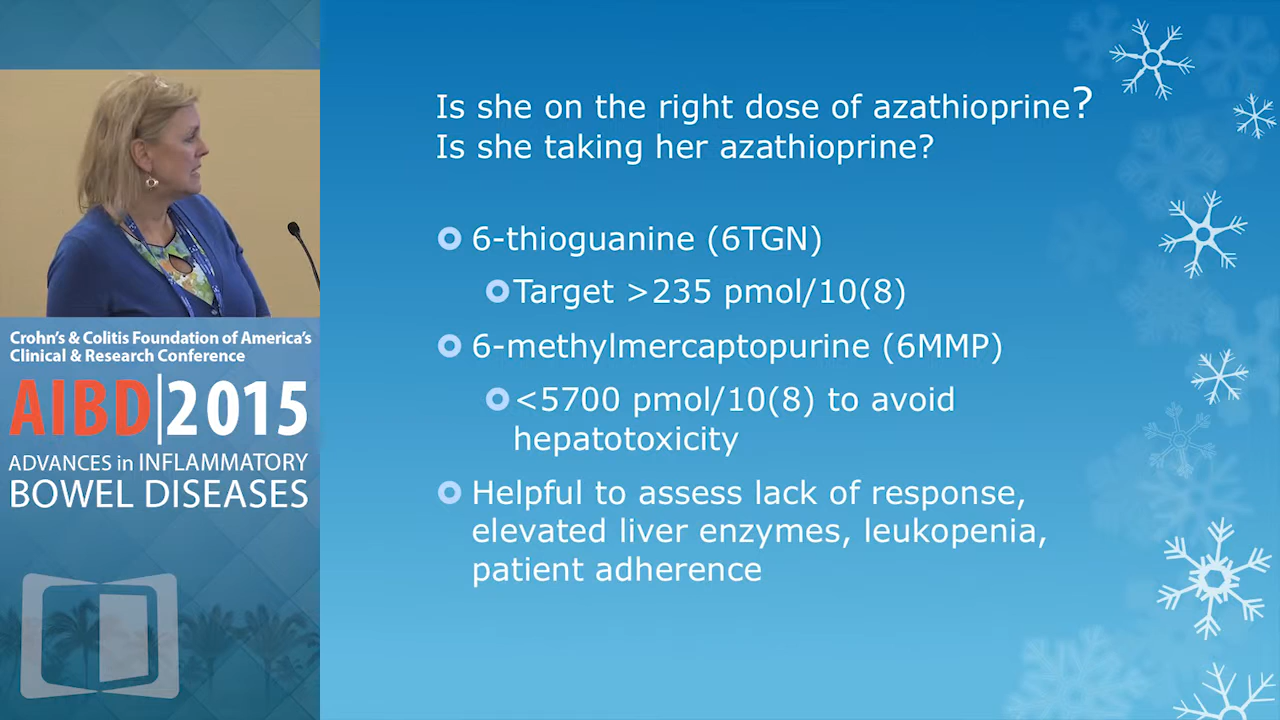 Is she on the right dose of azathioprine?
Is she taking her azathioprine?
6-thioguanine (6TGN)
Target >235 pmol/10(8)
6-methylmercaptopurine (6MMP)
<5700 pmol/10(8) to avoid
hepatotoxicity
Helpful to assess lack of response,
elevated liver enzymes, leukopenia,
patient adherence
Crohn's & Colitis Foundation of America's
Clinical & Research Conference
AIBD|2015
ADVANCES in INFLAMMATORY
BOWEL DISEASES